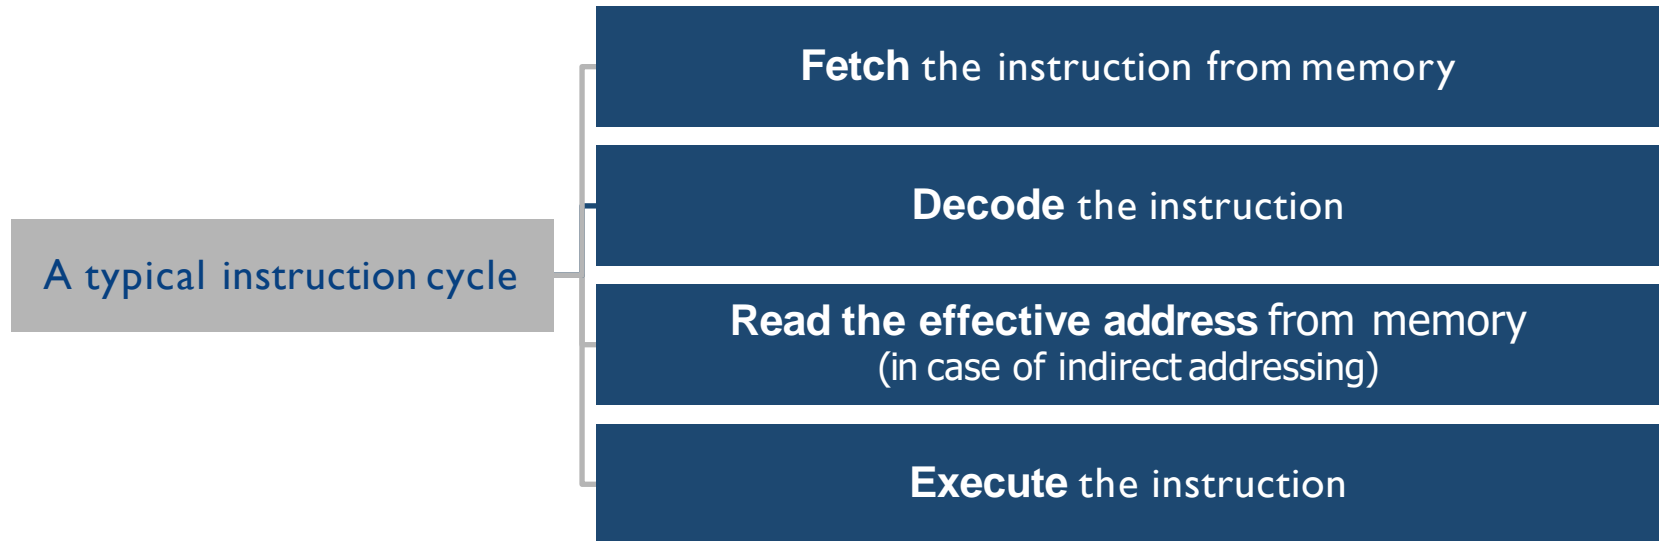 Fetch the instruction from memory
Decode the instruction
A typical instruction cycle
Read the effective address from memory
(in case of indirect addressing)
Execute the instruction